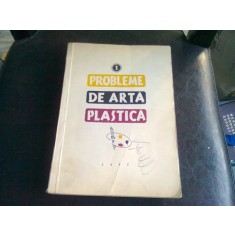 1
PROBLEME
DE ARTA
PLASTICA